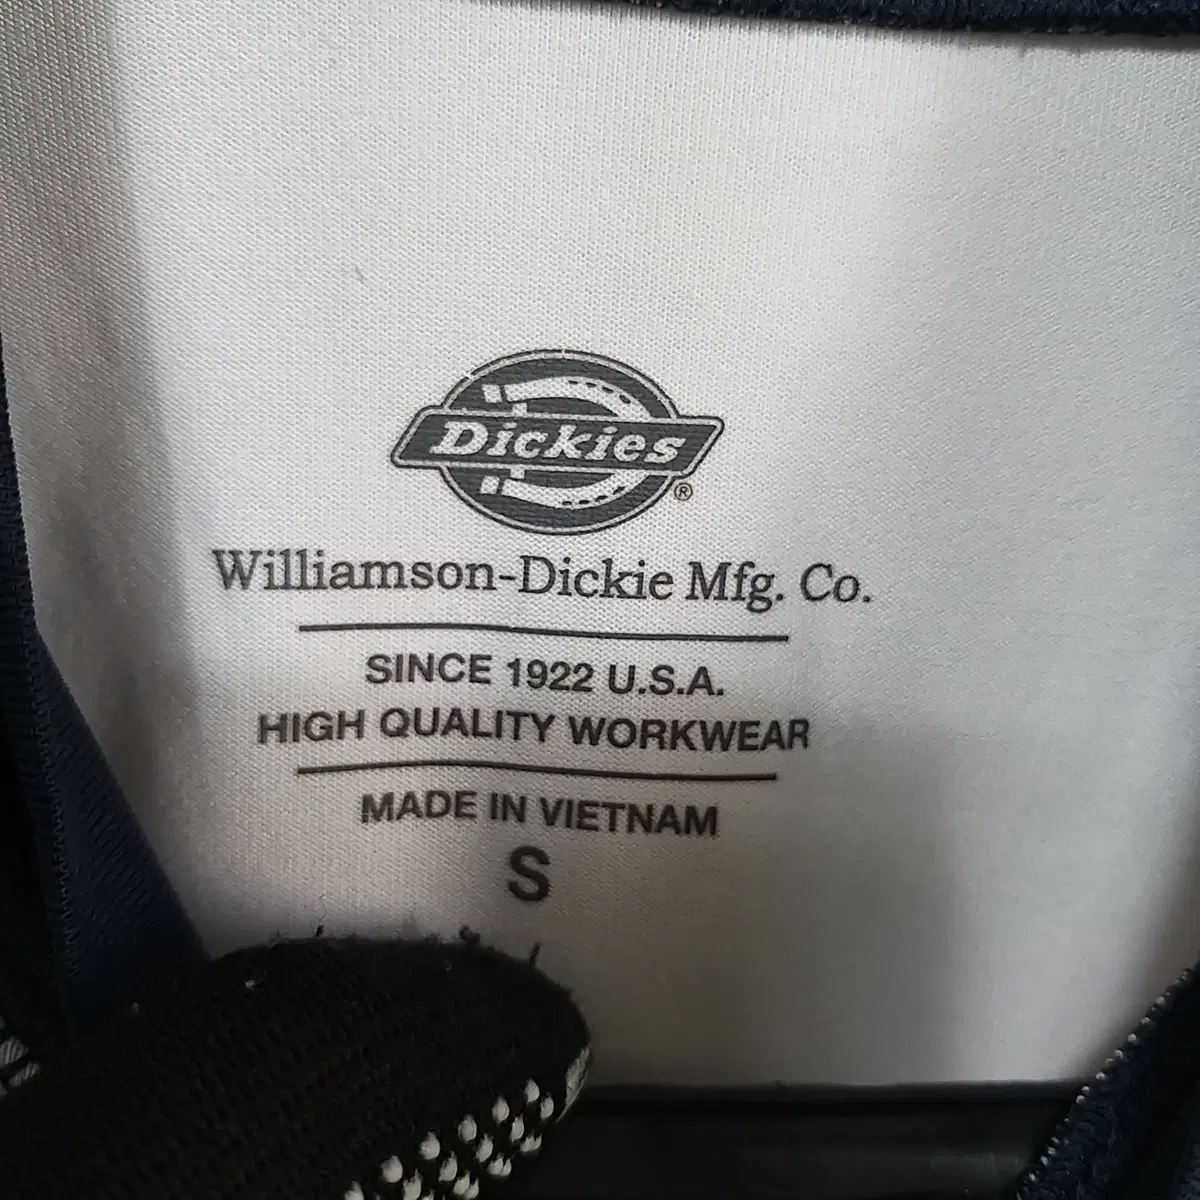 Dickies®
Williamson-Dickie Mfg. Co.
SINCE 1922 U.S.A.
HIGH QUALITY WORKWEAR
MADE IN VIETNAM
S